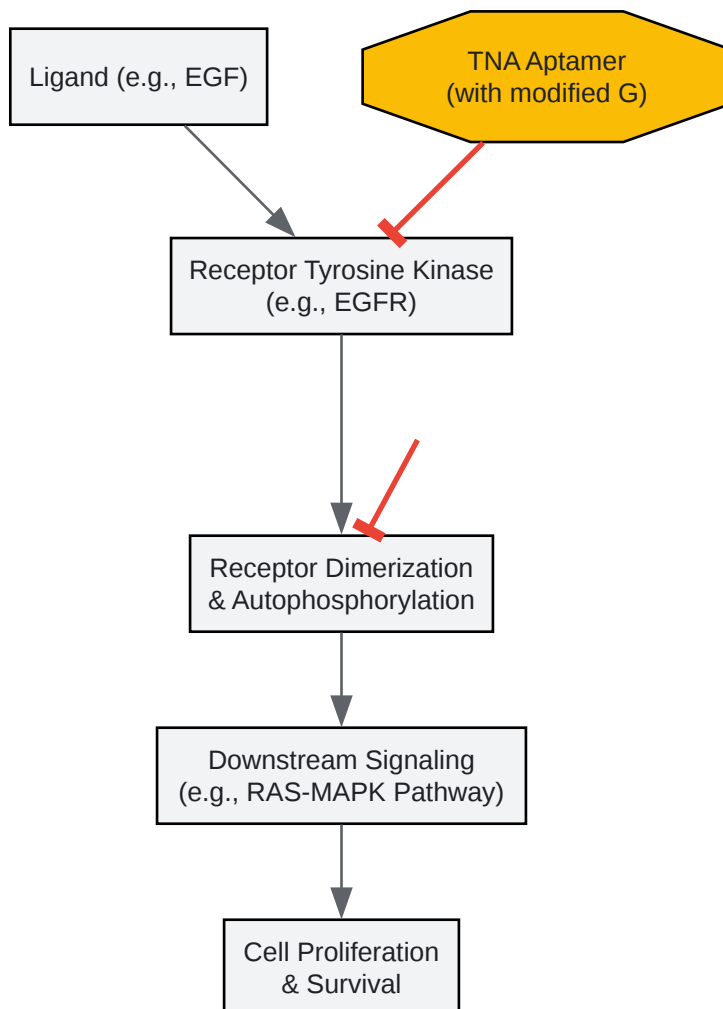 Ligand (e.g., EGF)
TNA Aptamer
(with modified G)
Receptor Tyrosine Kinase
(e.g., EGFR)
Receptor Dimerization
& Autophosphorylation
Downstream Signaling
(e.g., RAS-MAPK Pathway)
Cell Proliferation
& Survival